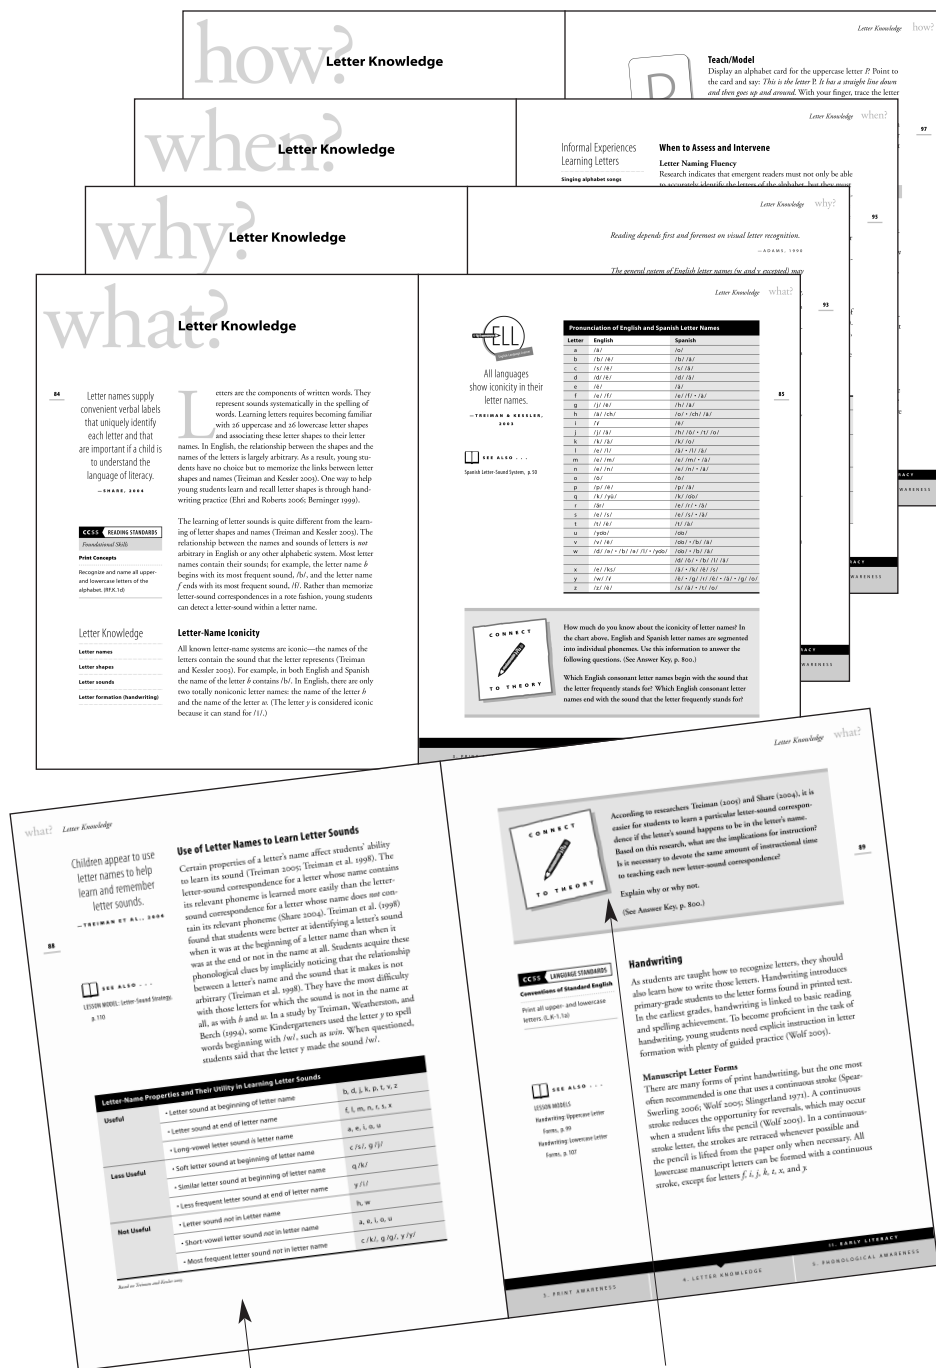 how?
Letter Knowledge
Letter Knowledge how?
Teach/Model
Display an alphabet card for the uppercase letter P. Point to
the card and say: This is the letter P. It has a straight line down
and then goes up and around. With your finger, trace the letter
P
97
when?
Letter Knowledge
Letter Knowledge when?
Informal Experiences
Learning Letters
Singing alphabet songs
When to Assess and Intervene
Letter Naming Fluency
Research indicates that emergent readers must not only be able
to accurately identify the letters of the alphabet, but they must
95
why?
Letter Knowledge
Letter Knowledge why?
Reading depends first and foremost on visual letter recognition.
—ADAMS, 1990
The general system of English letter names (w and y excepted) may
93
what?
Letter Knowledge
84
Letter names supply
convenient verbal labels
that uniquely identify
each letter and that
are important if a child is
to understand the
language of literacy.
—SHARE, 2004
CCSS READING STANDARDS
Foundational Skills
Print Concepts
Recognize and name all upper-
and lowercase letters of the
alphabet. (RF.K.1d)
Letter Knowledge
Letter names
Letter shapes
Letter sounds
Letter formation (handwriting)
Letters are the components of written words. They
represent sounds systematically in the spelling of
words. Learning letters requires becoming familiar
with 26 uppercase and 26 lowercase letter shapes
and associating these letter shapes to their letter
names. In English, the relationship between the shapes and the
names of the letters is largely arbitrary. As a result, young stu-
dents have no choice but to memorize the links between letter
shapes and names (Treiman and Kessler 2003). One way to help
young students learn and recall letter shapes is through hand-
writing practice (Ehri and Roberts 2006; Berninger 1999).
The learning of letter sounds is quite different from the learn-
ing of letter shapes and names (Treiman and Kessler 2003). The
relationship between the names and sounds of letters is not
arbitrary in English or any other alphabetic system. Most letter
names contain their sounds; for example, the letter name b
begins with its most frequent sound, /b/, and the letter name
f ends with its most frequent sound, /f/. Rather than memorize
letter-sound correspondences in a rote fashion, young students
can detect a letter-sound within a letter name.
Letter-Name Iconicity
All known letter-name systems are iconic—the names of the
letters contain the sound that the letter represents (Treiman
and Kessler 2003). For example, in both English and Spanish
the name of the letter b contains /b/. In English, there are only
two totally noniconic letter names: the name of the letter h
and the name of the letter w. (The letter y is considered iconic
because it can stand for /ī/.)
Letter Knowledge what?
ELL
All languages
show iconicity in their
letter names.
—TREIMAN & KESSLER,
2003
SEE ALSO . . .
Spanish Letter-Sound System, p. 50
85
Pronunciation of English and Spanish Letter Names
Letter English Spanish
a /ā/ /o/
b /b/ /ē/ /b/ /ā/
c /s/ /ē/ /s/ /ā/
d /d/ /ē/ /d/ /ā/
e /ē/ /ā/
f /e/ /f/ /e/ /f/ • /ā/
g /j/ /ē/ /h/ /ā/
h /ā/ /ch/ /o/ • /ch/ /ā/
i /ī/ /ē/
j /j/ /ā/ /h/ /ō/ • /t/ /o/
k /k/ /ā/ /k/ /o/
l /e/ /l/ /ā/ • /l/ /ā/
m /e/ /m/ /e/ /m/ • /ā/
n /e/ /n/ /e/ /n/ • /ā/
o /ō/ /ō/
p /p/ /ē/ /p/ /ā/
q /k/ /yū/ /k/ /o͞o/
r /är/ /e/ /r/ • /ā/
s /e/ /s/ /e/ /s/ • /ā/
t /t/ /ē/ /t/ /ā/
u /yo͞o/ /o͞o/
v /v/ /ē/ /o͞o/ • /b/ /ā/
w /d/ /ə/ • /b/ /ə/ /l/ • /yo͞o/ /o͞o/ • /b/ /ā/
/d/ /ō/ • /b/ /l/ /ā/
x /e/ /ks/ /ā/ • /k/ /ē/ /s/
y /w/ /ī/ /ē/ • /g/ /r/ /ē/ • /ā/ • /g/ /o/
z /z/ /ē/ /s/ /ā/ • /t/ /o/
CONNECT
TO THEORY
How much do you know about the iconicity of letter names? In
the chart above, English and Spanish letter names are segmented
into individual phonemes. Use this information to answer the
following questions. (See Answer Key, p. 800.)
Which English consonant letter names begin with the sound that
the letter frequently stands for? Which English consonant letter
names end with the sound that the letter frequently stands for?
what? Letter Knowledge
Children appear to use
letter names to help
learn and remember
letter sounds.
—TREIMAN ET AL., 2008
88
SEE ALSO . . .
LESSON MODEL: Letter-Sound Strategy,
p. 110
Use of Letter Names to Learn Letter Sounds
Certain properties of a letter's name affect students' ability
to learn its sound (Treiman 2005; Treiman et al. 1998). The
letter-sound correspondence for a letter whose name contains
its relevant phoneme is learned more easily than the letter-
sound correspondence for a letter whose name does not con-
tain its relevant phoneme (Share 2004). Treiman et al. (1998)
found that students were better at identifying a letter's sound
when it was at the beginning of a letter name than when it
was at the end or not in the name at all. Students acquire these
phonological clues by implicitly noticing that the relationship
between a letter's name and the sound that it makes is not
arbitrary (Treiman et al. 1998). They have the most difficulty
with those letters for which the sound is not in the name at
all, as with h and w. In a study by Treiman, Weatherston, and
Berch (1994), some Kindergarteners used the letter y to spell
words beginning with /w/, such as win. When questioned,
students said that the letter y made the sound /w/.
Letter-Name Properties and Their Utility in Learning Letter Sounds
Useful • Letter sound at beginning of letter name b, d, j, k, p, t, v, z
• Letter sound at end of letter name f, l, m, n, r, s, x
• Long-vowel letter sound is letter name a, e, i, o, u
Less Useful • Soft letter sound at beginning of letter name c /s/, g /j/
• Similar letter sound at beginning of letter name q /k/
• Less frequent letter sound at end of letter name y /ī/
Not Useful • Letter sound not in Letter name h, w
• Short-vowel letter sound not in letter name a, e, i, o, u
• Most frequent letter sound not in letter name c /k/, g /g/, y /y/
Based on Treiman and Kessler 2003.
Letter Knowledge what?
CONNECT
TO THEORY
According to researchers Treiman (2005) and Share (2004), it is
easier for students to learn a particular letter-sound correspon-
dence if the letter's sound happens to be in the letter's name.
Based on this research, what are the implications for instruction?
Is it necessary to devote the same amount of instructional time
to teaching each new letter-sound correspondence?
Explain why or why not.
(See Answer Key, p. 800.)
89
CCSS LANGUAGE STANDARDS
Conventions of Standard English
Print all upper- and lowercase
letters. (L.K-1.1a)
SEE ALSO . . .
LESSON MODELS
Handwriting: Uppercase Letter
Forms, p. 99
Handwriting: Lowercase Letter
Forms, p. 107
Handwriting
As students are taught how to recognize letters, they should
also learn how to write those letters. Handwriting introduces
primary-grade students to the letter forms found in printed text.
In the earliest grades, handwriting is linked to basic reading
and spelling achievement. To become proficient in the task of
handwriting, young students need explicit instruction in letter
formation with plenty of guided practice (Wolf 2005).
Manuscript Letter Forms
There are many forms of print handwriting, but the one most
often recommended is one that uses a continuous stroke (Spear-
Swerling 2006; Wolf 2005; Slingerland 1971). A continuous
stroke reduces the opportunity for reversals, which may occur
when a student lifts the pencil (Wolf 2005). In a continuous-
stroke letter, the strokes are retraced whenever possible and
the pencil is lifted from the paper only when necessary. All
lowercase manuscript letters can be formed with a continuous
stroke, except for letters f, i, j, k, t, x, and y.
II. EARLY LITERACY
3. PRINT AWARENESS
4. LETTER KNOWLEDGE
5. PHONOLOGICAL AWARENESS